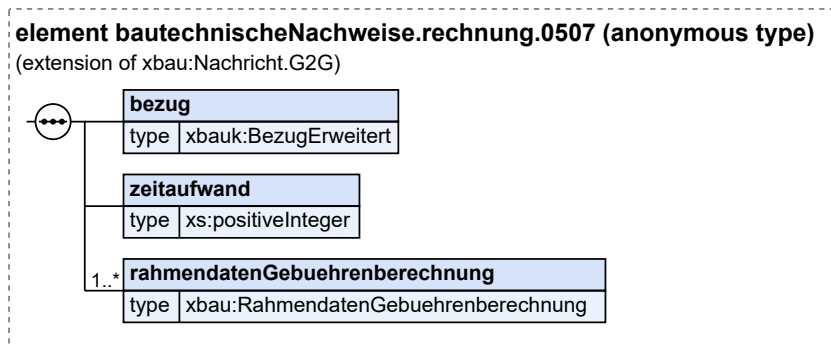 element bautechnischeNachweise.rechnung.0507 (anonymous type)
(extension of xbau:Nachricht.G2G)
bezug
type xbauk:BezugErweitert
zeitaufwand
type xs:positiveInteger
1..* rahmendatenGebuehrenberechnung
type xbau:RahmendatenGebuehrenberechnung